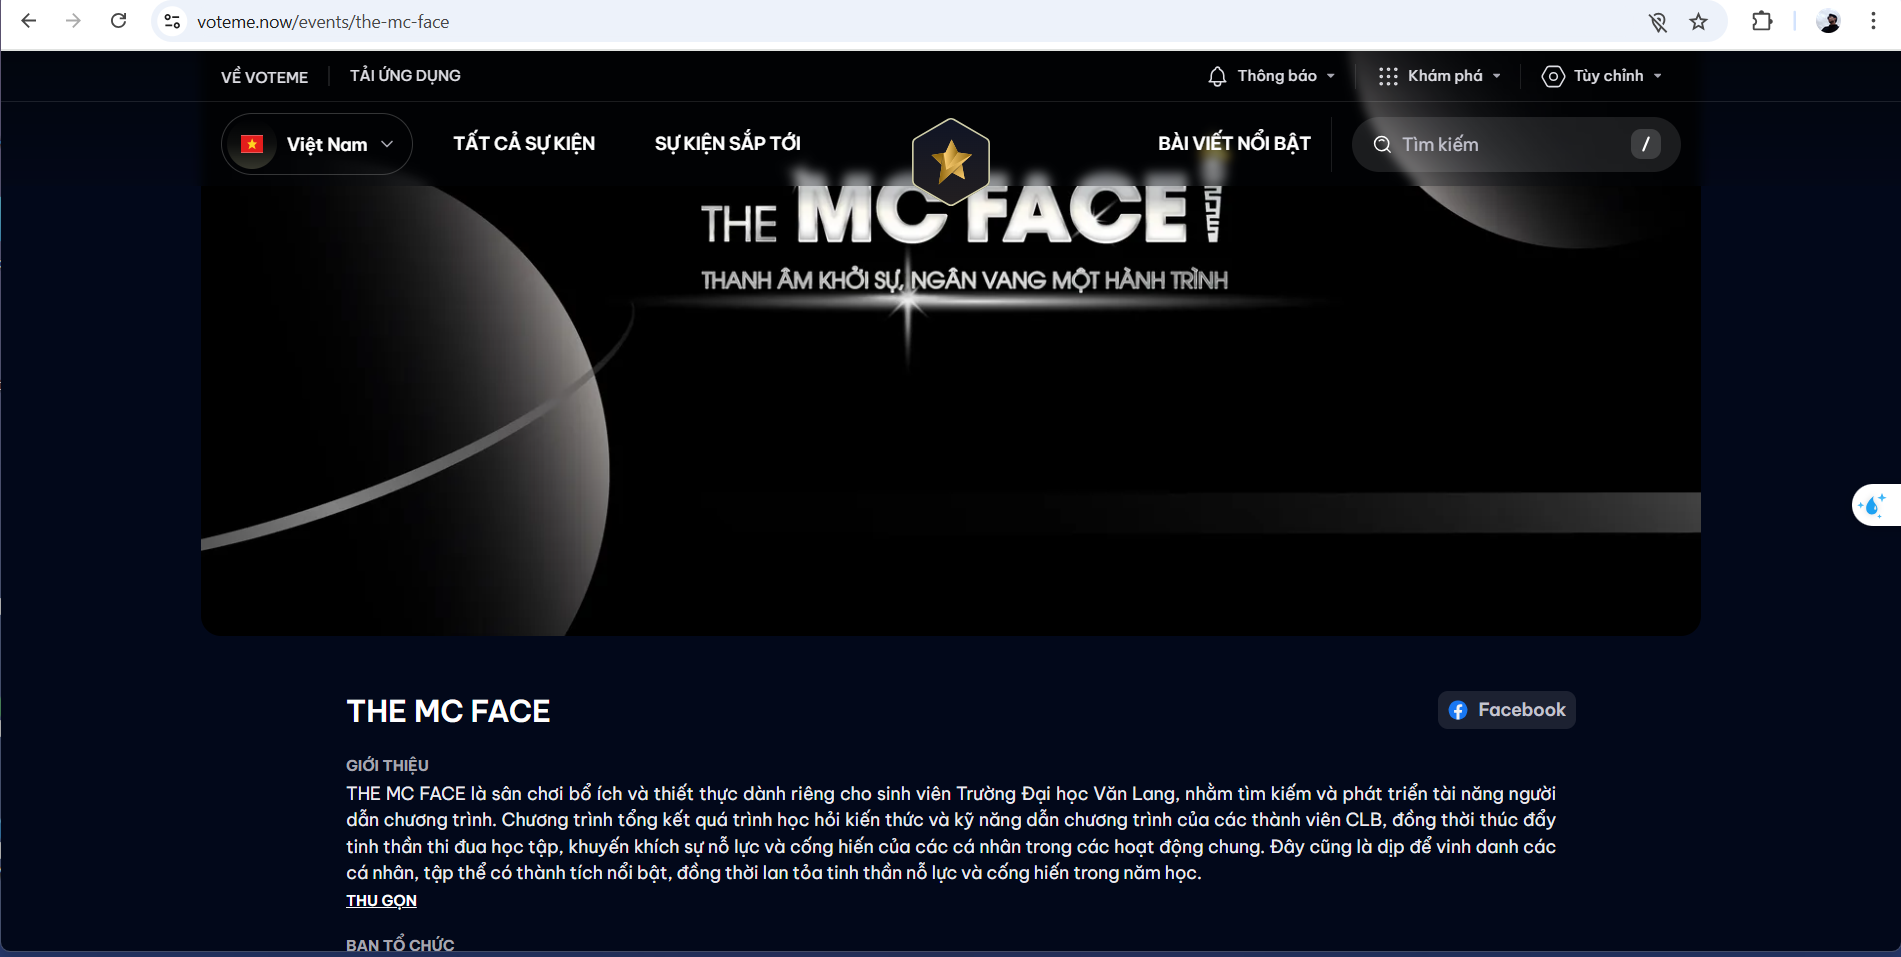 voteme.now/events/the-mc-face
VỀ VOTEME
TẢI ỨNG DỤNG
Thông báo
Khám phá
Tùy chỉnh
Việt Nam
TẤT CẢ SỰ KIỆN
SỰ KIỆN SẮP TỚI
BÀI VIẾT NỔI BẬT
Tìm kiếm
/
THE MC FACE
THANH ÂM KHỞI SỰ, NGÂN VANG MỘT HÀNH TRÌNH
THE MC FACE
Facebook
GIỚI THIỆU
THE MC FACE là sân chơi bổ ích và thiết thực dành riêng cho sinh viên Trường Đại học Văn Lang, nhằm tìm kiếm và phát triển tài năng người
dẫn chương trình. Chương trình tổng kết quá trình học hỏi kiến thức và kỹ năng dẫn chương trình của các thành viên CLB, đồng thời thúc đẩy
tinh thần thi đua học tập, khuyến khích sự nỗ lực và cống hiến của các cá nhân trong các hoạt động chung. Đây cũng là dịp để vinh danh các
cá nhân, tập thể có thành tích nổi bật, đồng thời lan tỏa tinh thần nỗ lực và cống hiến trong năm học.
THU GỌN
BAN TỔ CHỨC